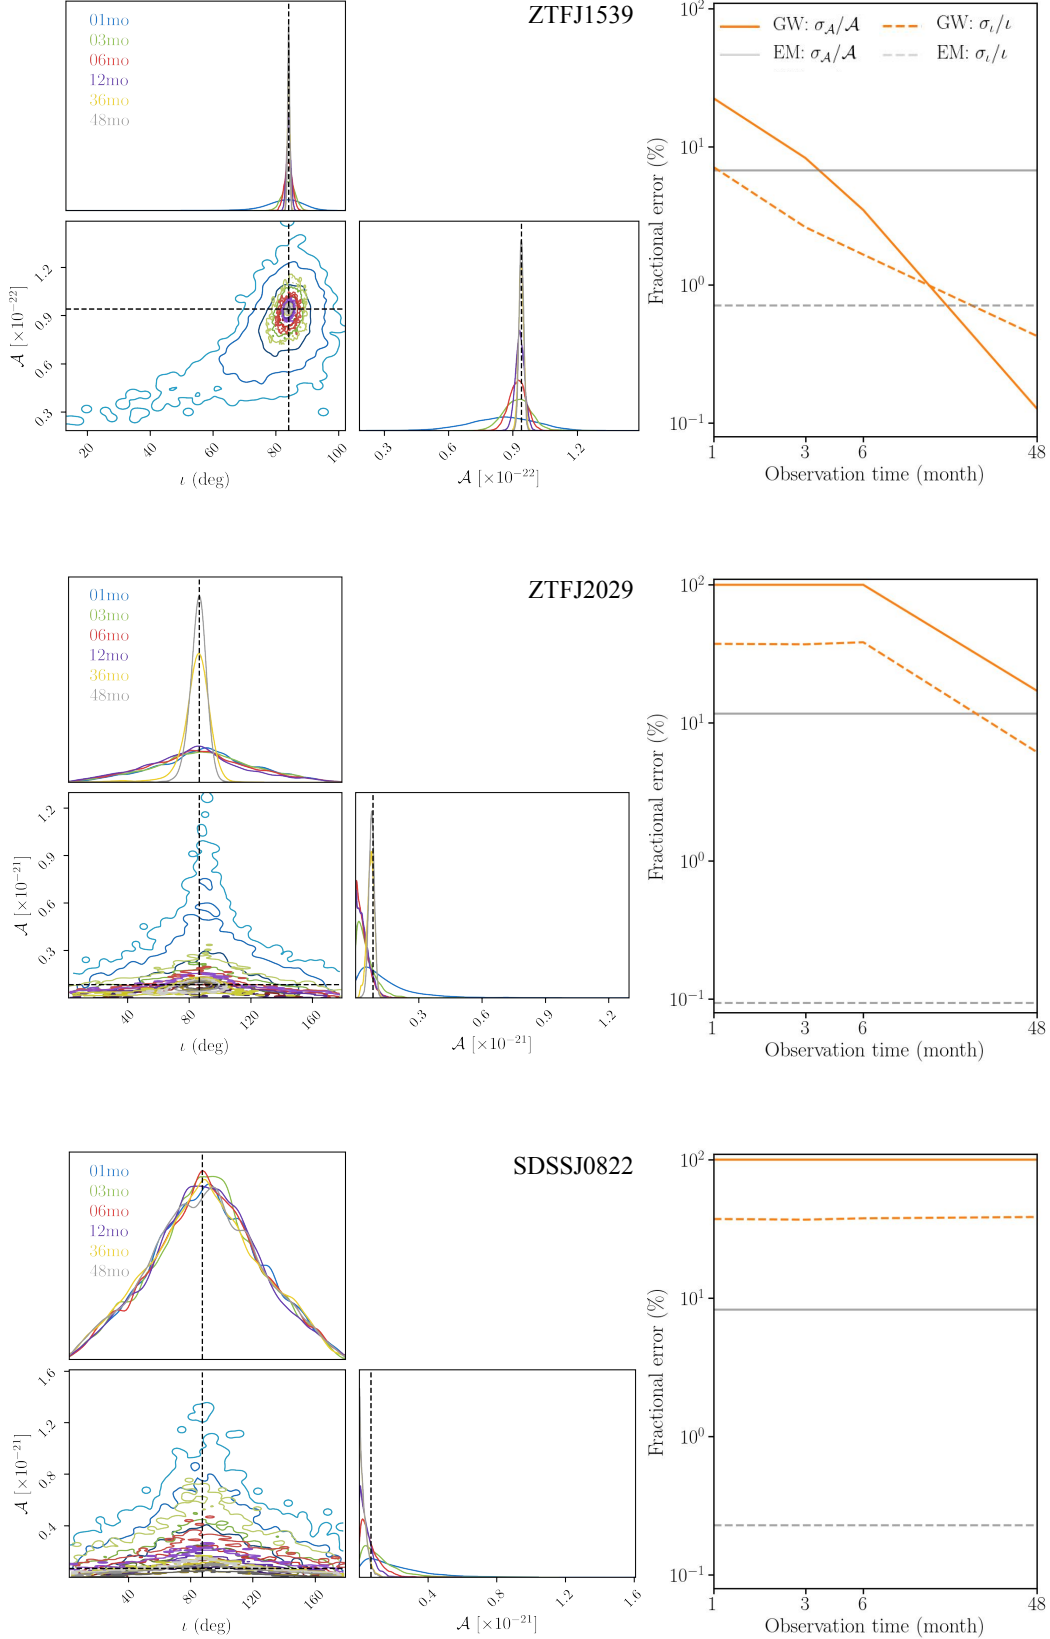 ZTFJ1539
01mo
03mo
06mo
12mo
36mo
48mo
1.2
0.9
0.6
0.3
𝒜 [×10⁻²²]
20
40
60
80
100
ι (deg)
0.3
0.6
0.9
1.2
𝒜 [×10⁻²²]
GW: σ_𝒜/𝒜
GW: σ_ι/ι
EM: σ_𝒜/𝒜
EM: σ_ι/ι
10²
10¹
10⁰
10⁻¹
Fractional error (%)
1
3
6
48
Observation time (month)
ZTFJ2029
01mo
03mo
06mo
12mo
36mo
48mo
1.2
0.9
0.6
0.3
𝒜 [×10⁻²¹]
40
80
120
160
ι (deg)
0.3
0.6
0.9
1.2
𝒜 [×10⁻²¹]
10²
10¹
10⁰
10⁻¹
Fractional error (%)
1
3
6
48
Observation time (month)
SDSSJ0822
01mo
03mo
06mo
12mo
36mo
48mo
1.6
1.2
0.8
0.4
𝒜 [×10⁻²¹]
40
80
120
160
ι (deg)
0.4
0.8
1.2
1.6
𝒜 [×10⁻²¹]
10²
10¹
10⁰
10⁻¹
Fractional error (%)
1
3
6
48
Observation time (month)